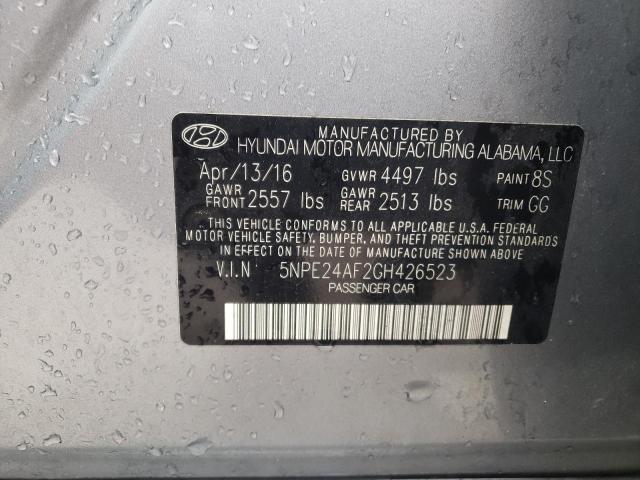 MANUFACTURED BY
HYUNDAI MOTOR MANUFACTURING ALABAMA, LLC
Apr/13/16 GVWR 4497 lbs PAINT 8S
GAWR FRONT 2557 lbs GAWR REAR 2513 lbs TRIM GG
THIS VEHICLE CONFORMS TO ALL APPLICABLE U.S.A. FEDERAL
MOTOR VEHICLE SAFETY, BUMPER, AND THEFT PREVENTION
STANDARDS IN EFFECT ON THE DATE OF MANUFACTURE SHOWN ABOVE.
V.I.N 5NPE24AF2GH426523
PASSENGER CAR